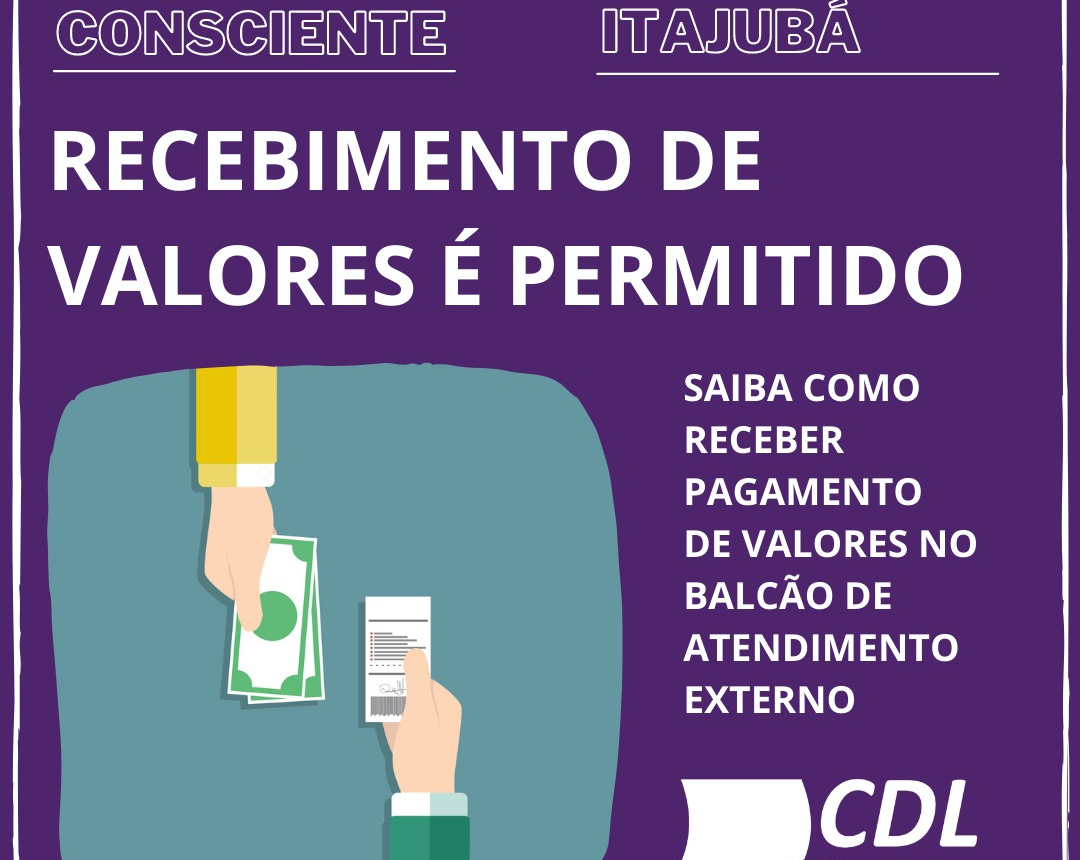 CONSCIENTE
ITAJUBÁ
RECEBIMENTO DE
VALORES É PERMITIDO
SAIBA COMO
RECEBER
PAGAMENTO
DE VALORES NO
BALCÃO DE
ATENDIMENTO
EXTERNO
CDL